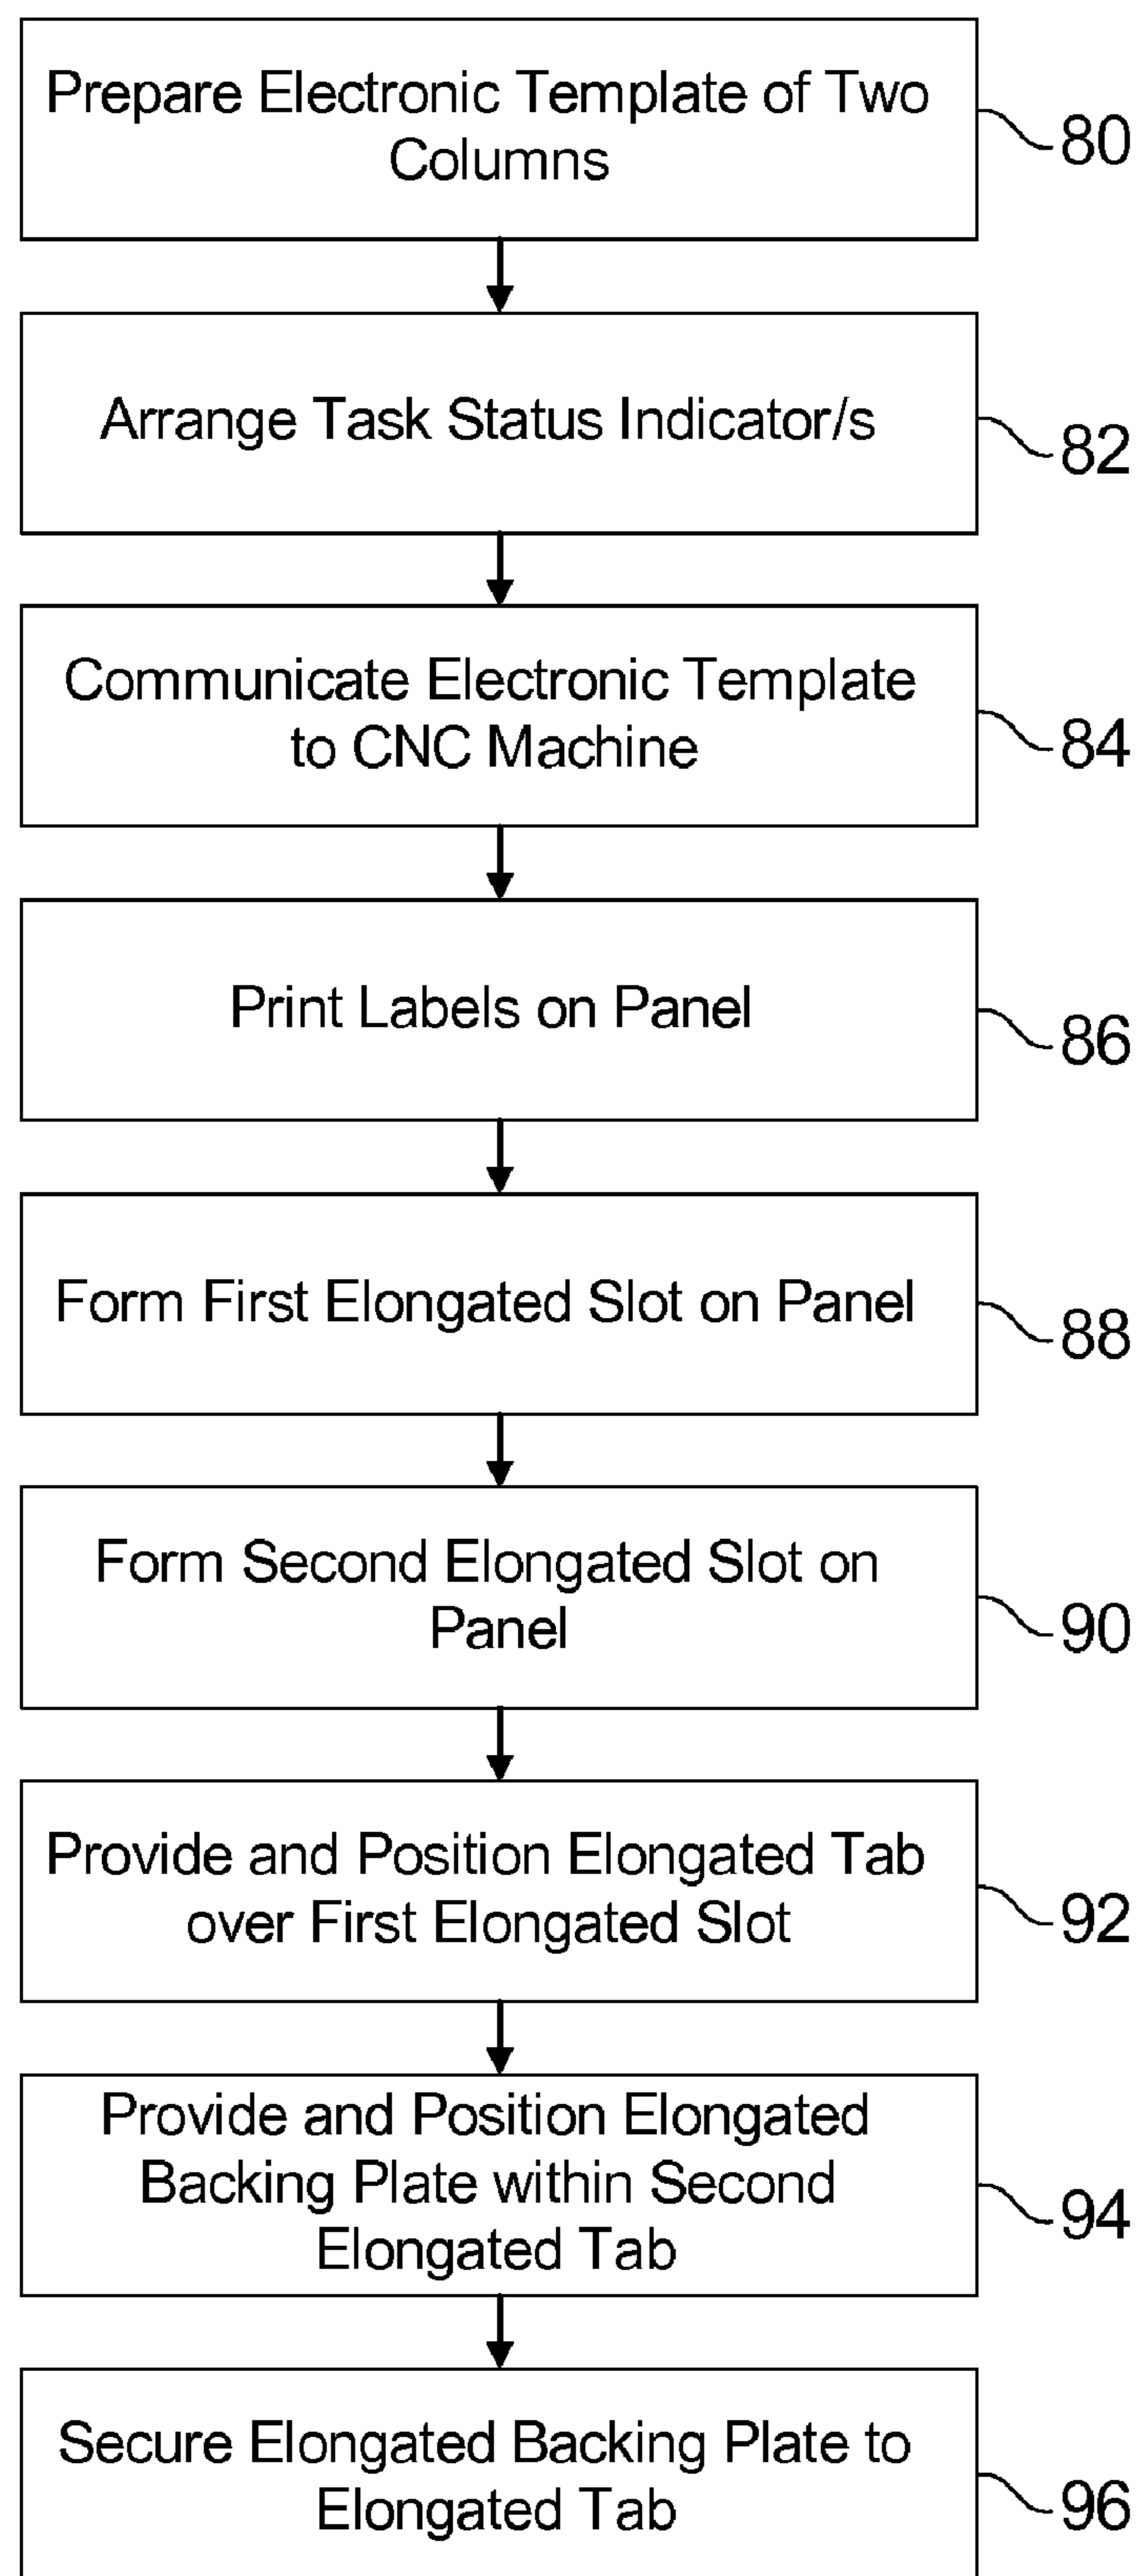 Prepare Electronic Template of Two
Columns
80
Arrange Task Status Indicator/s
82
Communicate Electronic Template
to CNC Machine
84
Print Labels on Panel
86
Form First Elongated Slot on Panel
88
Form Second Elongated Slot on
Panel
90
Provide and Position Elongated Tab
over First Elongated Slot
92
Provide and Position Elongated
Backing Plate within Second
Elongated Tab
94
Secure Elongated Backing Plate to
Elongated Tab
96